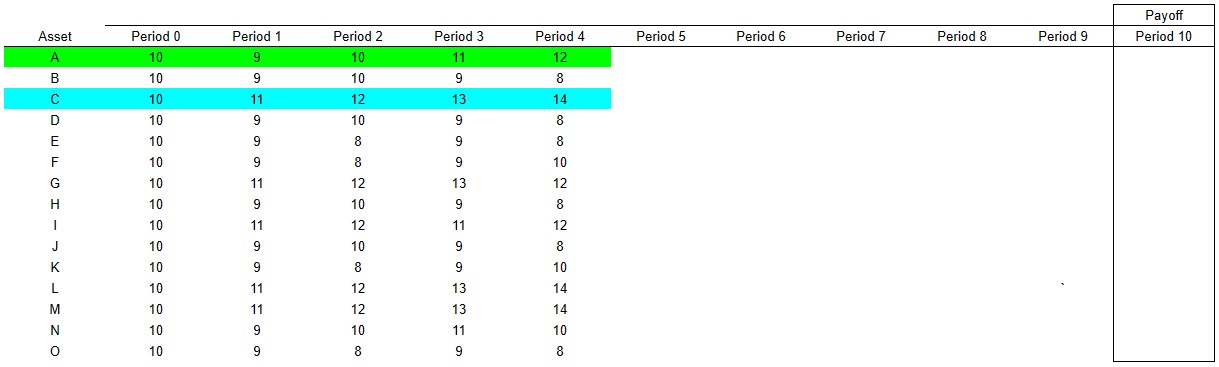 Payoff
Asset Period 0 Period 1 Period 2 Period 3 Period 4 Period 5 Period 6 Period 7 Period 8 Period 9 Period 10
A 10 9 10 11 12
B 10 9 10 9 8
C 10 11 12 13 14
D 10 9 10 9 8
E 10 9 8 9 8
F 10 9 8 9 10
G 10 11 12 13 12
H 10 9 10 9 8
I 10 11 12 11 12
J 10 9 10 9 8
K 10 9 8 9 10
L 10 11 12 13 14 `
M 10 11 12 13 14
N 10 9 10 11 10
O 10 9 8 9 8